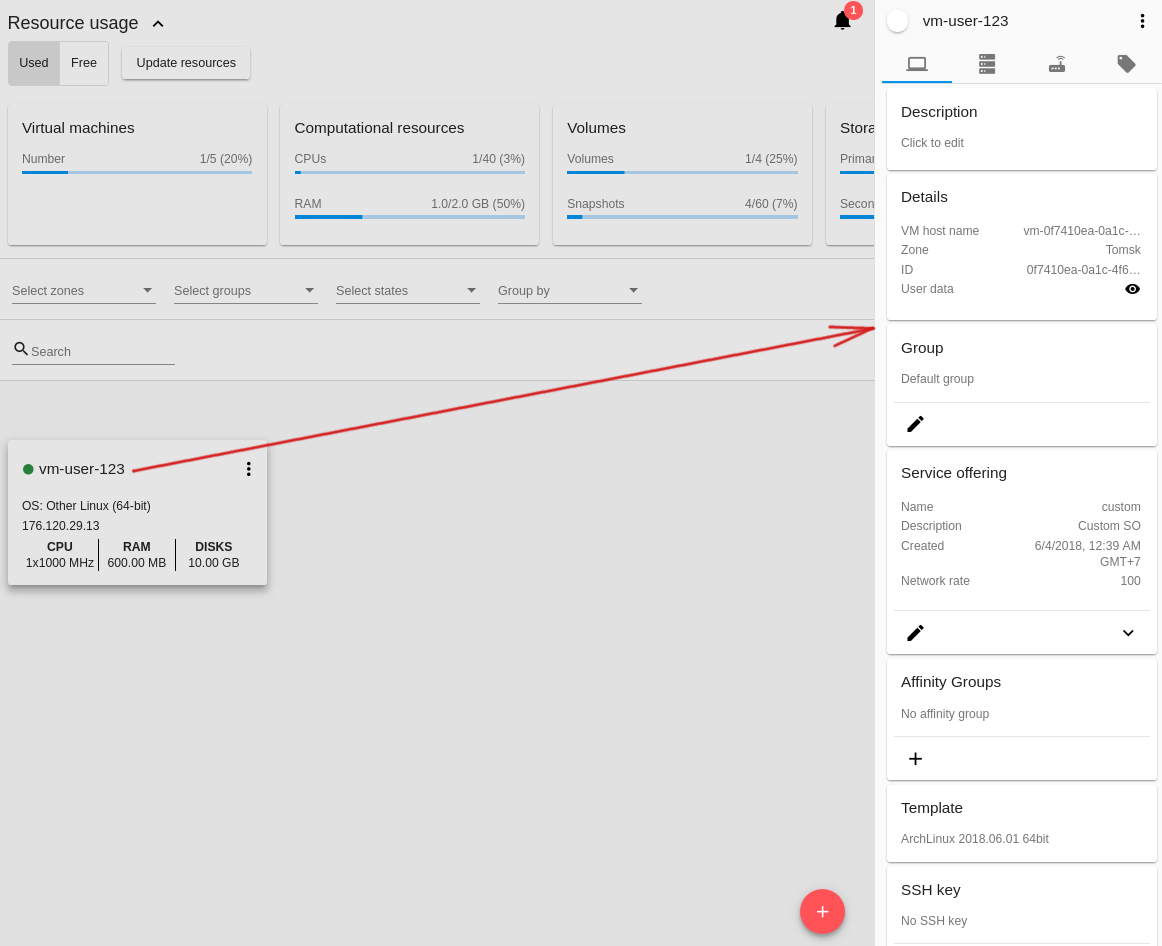 Resource usage
1
Used
Free
Update resources
Virtual machines
Number 1/5 (20%)
Computational resources
CPUs 1/40 (3%)
RAM 1.0/2.0 GB (50%)
Volumes
Volumes 1/4 (25%)
Snapshots 4/60 (7%)
Stora
Primar
Secon
Select zones
Select groups
Select states
Group by
Search
vm-user-123
OS: Other Linux (64-bit)
176.120.29.13
CPU RAM DISKS
1x1000 MHz 600.00 MB 10.00 GB
+
vm-user-123
Description
Click to edit
Details
VM host name vm-0f7410ea-0a1c-…
Zone Tomsk
ID 0f7410ea-0a1c-4f6…
User data
Group
Default group
Service offering
Name custom
Description Custom SO
Created 6/4/2018, 12:39 AM
GMT+7
Network rate 100
Affinity Groups
No affinity group
+
Template
ArchLinux 2018.06.01 64bit
SSH key
No SSH key